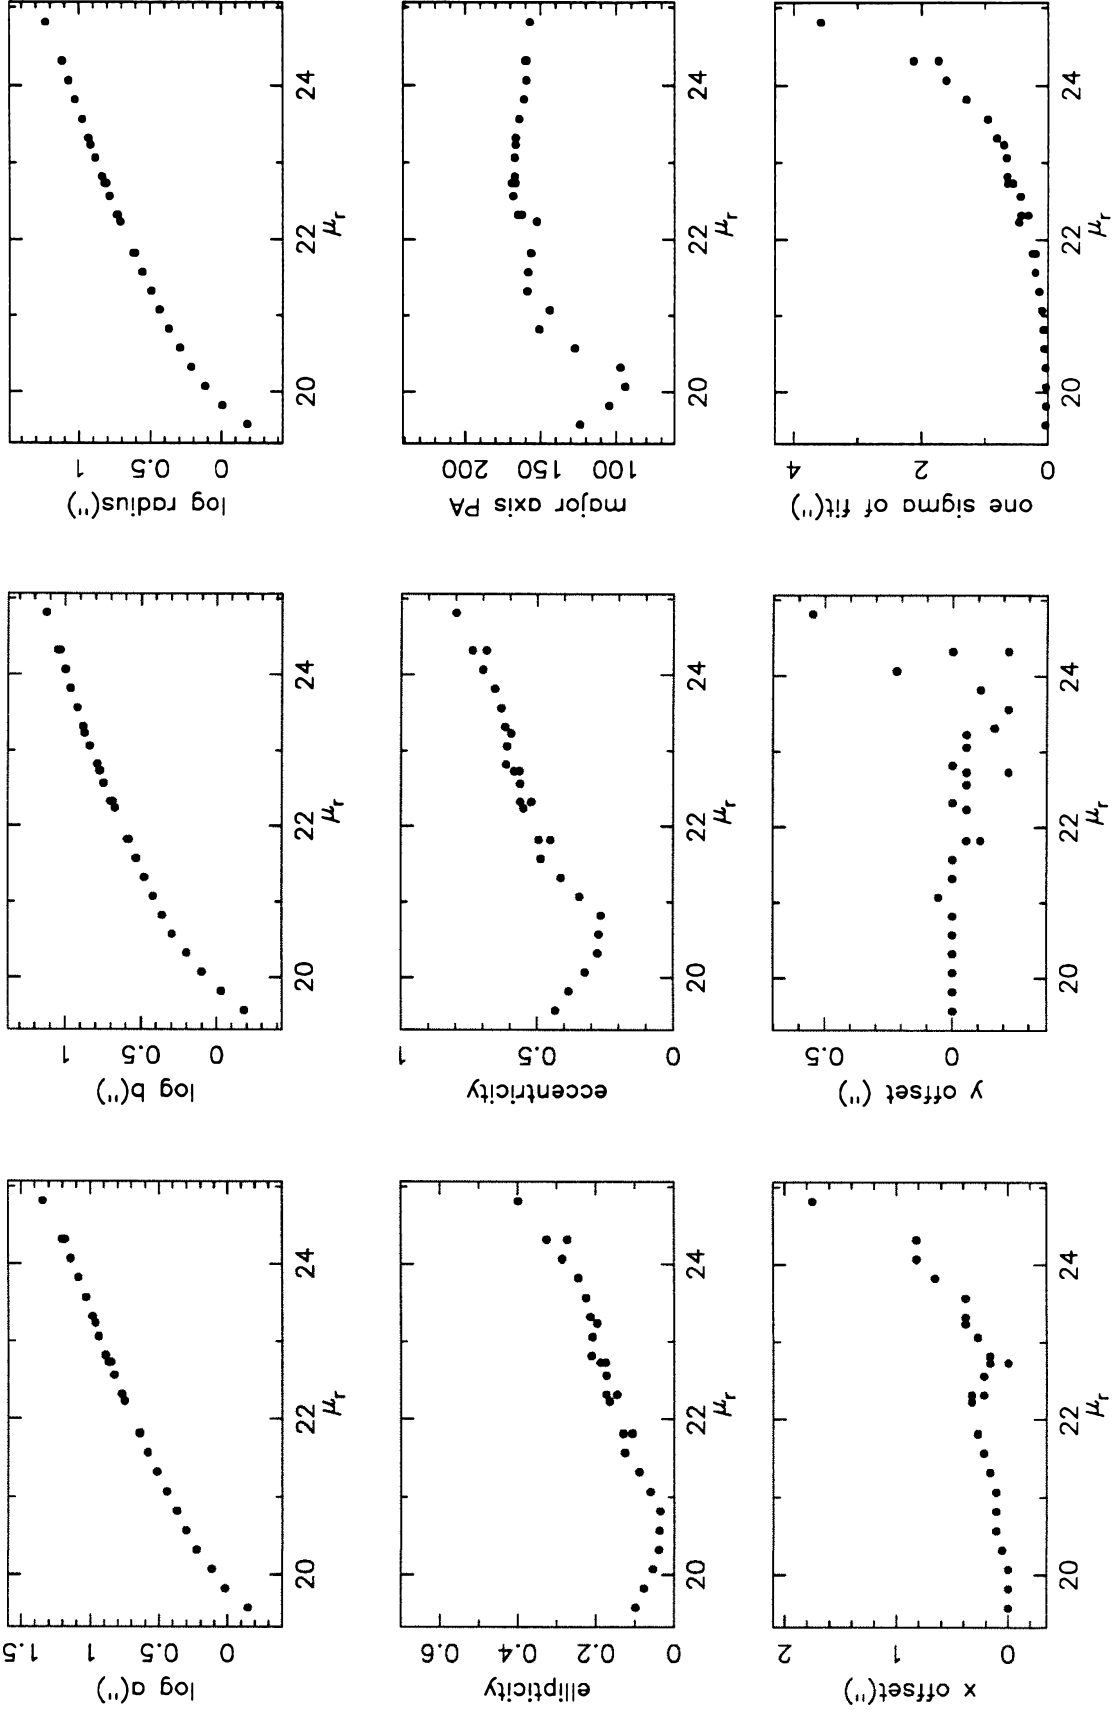 log a(")
1.5
1
0.5
0
20 22 24
μr
log b(")
1
0.5
0
20 22 24
μr
log radius(")
1
0.5
0
20 22 24
μr
ellipticity
0.6
0.4
0.2
0
20 22 24
μr
eccentricity
1
0.5
0
20 22 24
μr
major axis PA
200
150
100
20 22 24
μr
x offset(")
2
1
0
20 22 24
μr
y offset (")
0.5
0
20 22 24
μr
one sigma of fit(")
4
2
0
20 22 24
μr